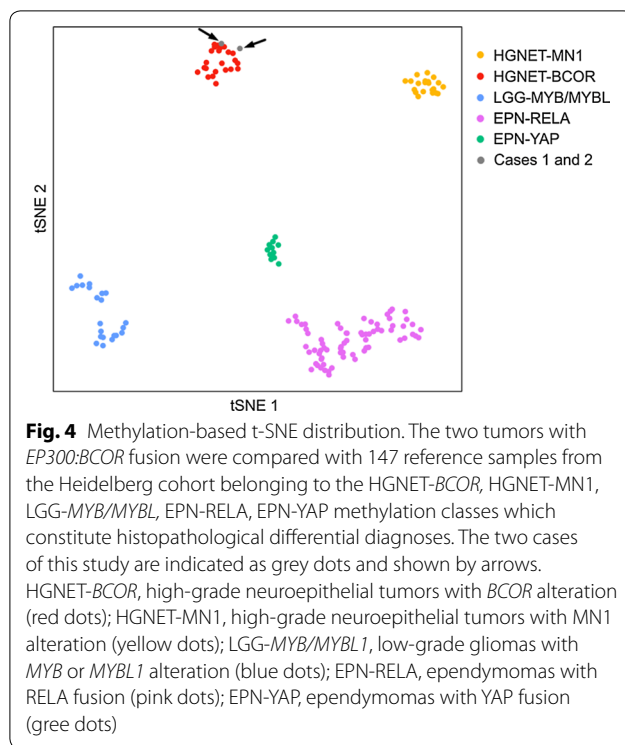 HGNET-MN1
HGNET-BCOR
LGG-MYB/MYBL
EPN-RELA
EPN-YAP
Cases 1 and 2
tSNE 2
tSNE 1
Fig. 4 Methylation-based t-SNE distribution. The two tumors with
EP300:BCOR fusion were compared with 147 reference samples from
the Heidelberg cohort belonging to the HGNET-BCOR, HGNET-MN1,
LGG-MYB/MYBL, EPN-RELA, EPN-YAP methylation classes which
constitute histopathological differential diagnoses. The two cases
of this study are indicated as grey dots and shown by arrows.
HGNET-BCOR, high-grade neuroepithelial tumors with BCOR alteration
(red dots); HGNET-MN1, high-grade neuroepithelial tumors with MN1
alteration (yellow dots); LGG-MYB/MYBL1, low-grade gliomas with
MYB or MYBL1 alteration (blue dots); EPN-RELA, ependymomas with
RELA fusion (pink dots); EPN-YAP, ependymomas with YAP fusion
(gree dots)